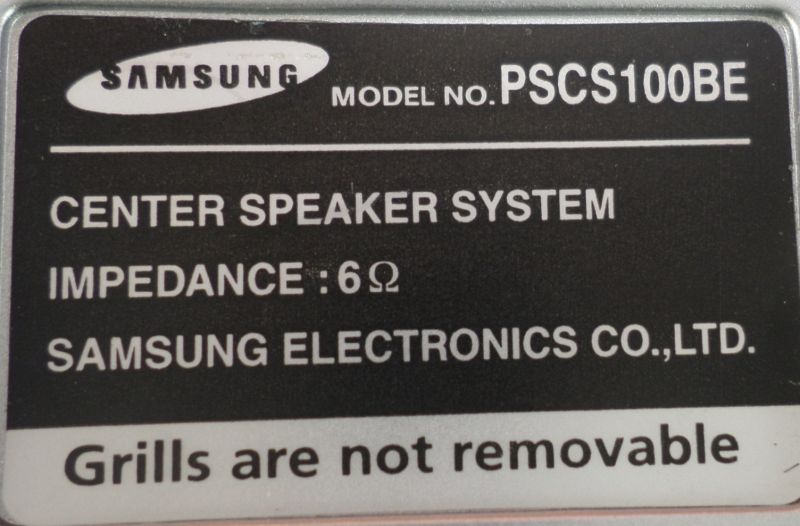 SAMSUNG MODEL NO. PSCS100BE
CENTER SPEAKER SYSTEM
IMPEDANCE : 6Ω
SAMSUNG ELECTRONICS CO.,LTD.
Grills are not removable